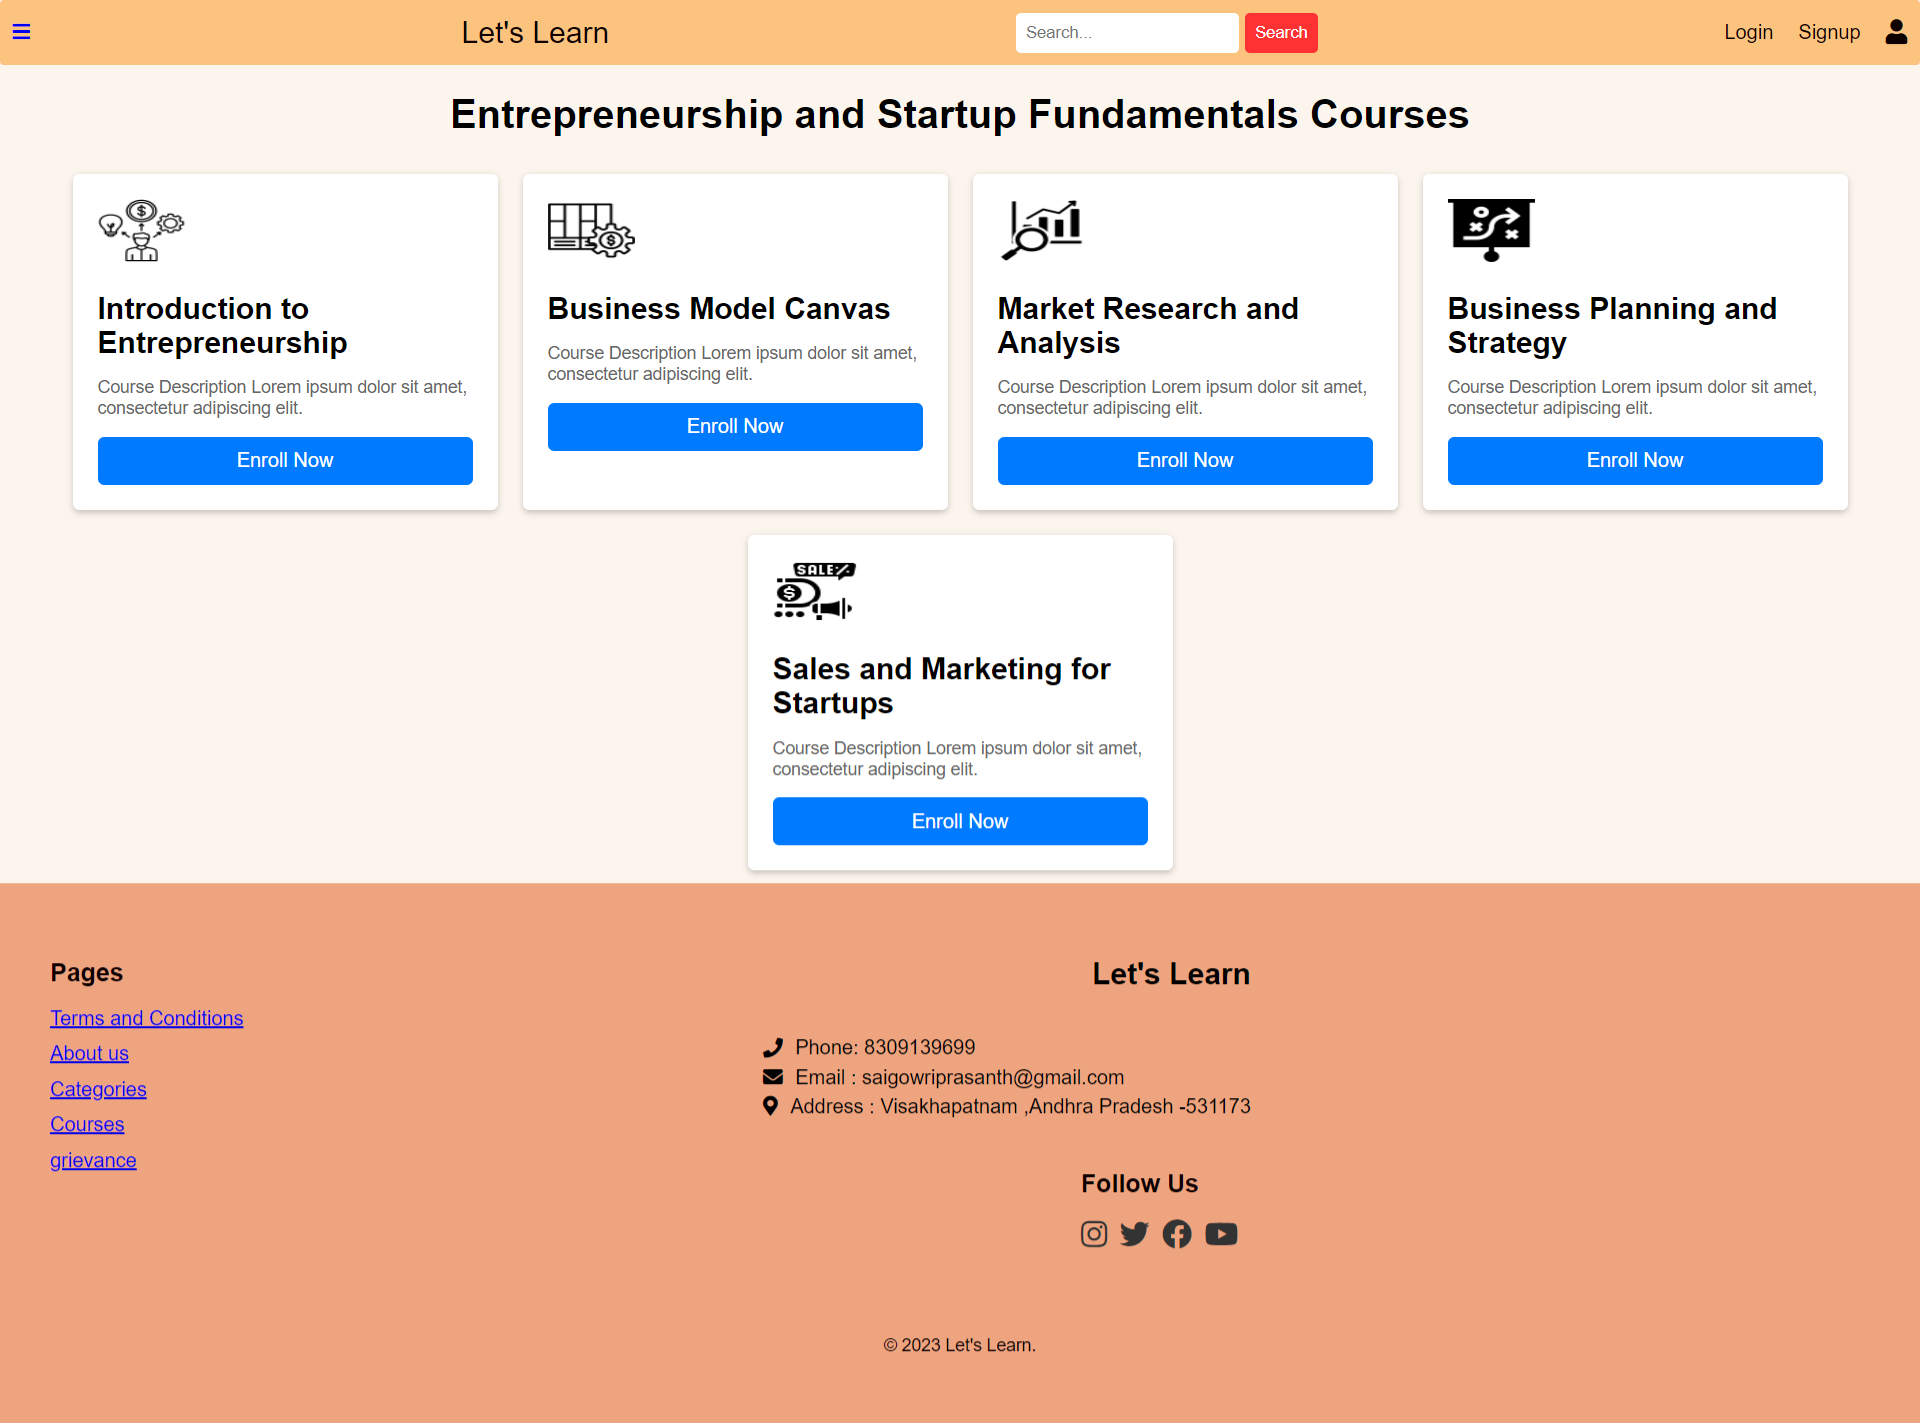 Let's Learn
Search...
Search
Login
Signup
Entrepreneurship and Startup Fundamentals Courses
Introduction to
Entrepreneurship
Course Description Lorem ipsum dolor sit amet,
consectetur adipiscing elit.
Enroll Now
Business Model Canvas
Course Description Lorem ipsum dolor sit amet,
consectetur adipiscing elit.
Enroll Now
Market Research and
Analysis
Course Description Lorem ipsum dolor sit amet,
consectetur adipiscing elit.
Enroll Now
Business Planning and
Strategy
Course Description Lorem ipsum dolor sit amet,
consectetur adipiscing elit.
Enroll Now
SALE%
Sales and Marketing for
Startups
Course Description Lorem ipsum dolor sit amet,
consectetur adipiscing elit.
Enroll Now
Pages
Terms and Conditions
About us
Categories
Courses
grievance
Let's Learn
Phone: 8309139699
Email : saigowriprasanth@gmail.com
Address : Visakhapatnam ,Andhra Pradesh -531173
Follow Us
© 2023 Let's Learn.